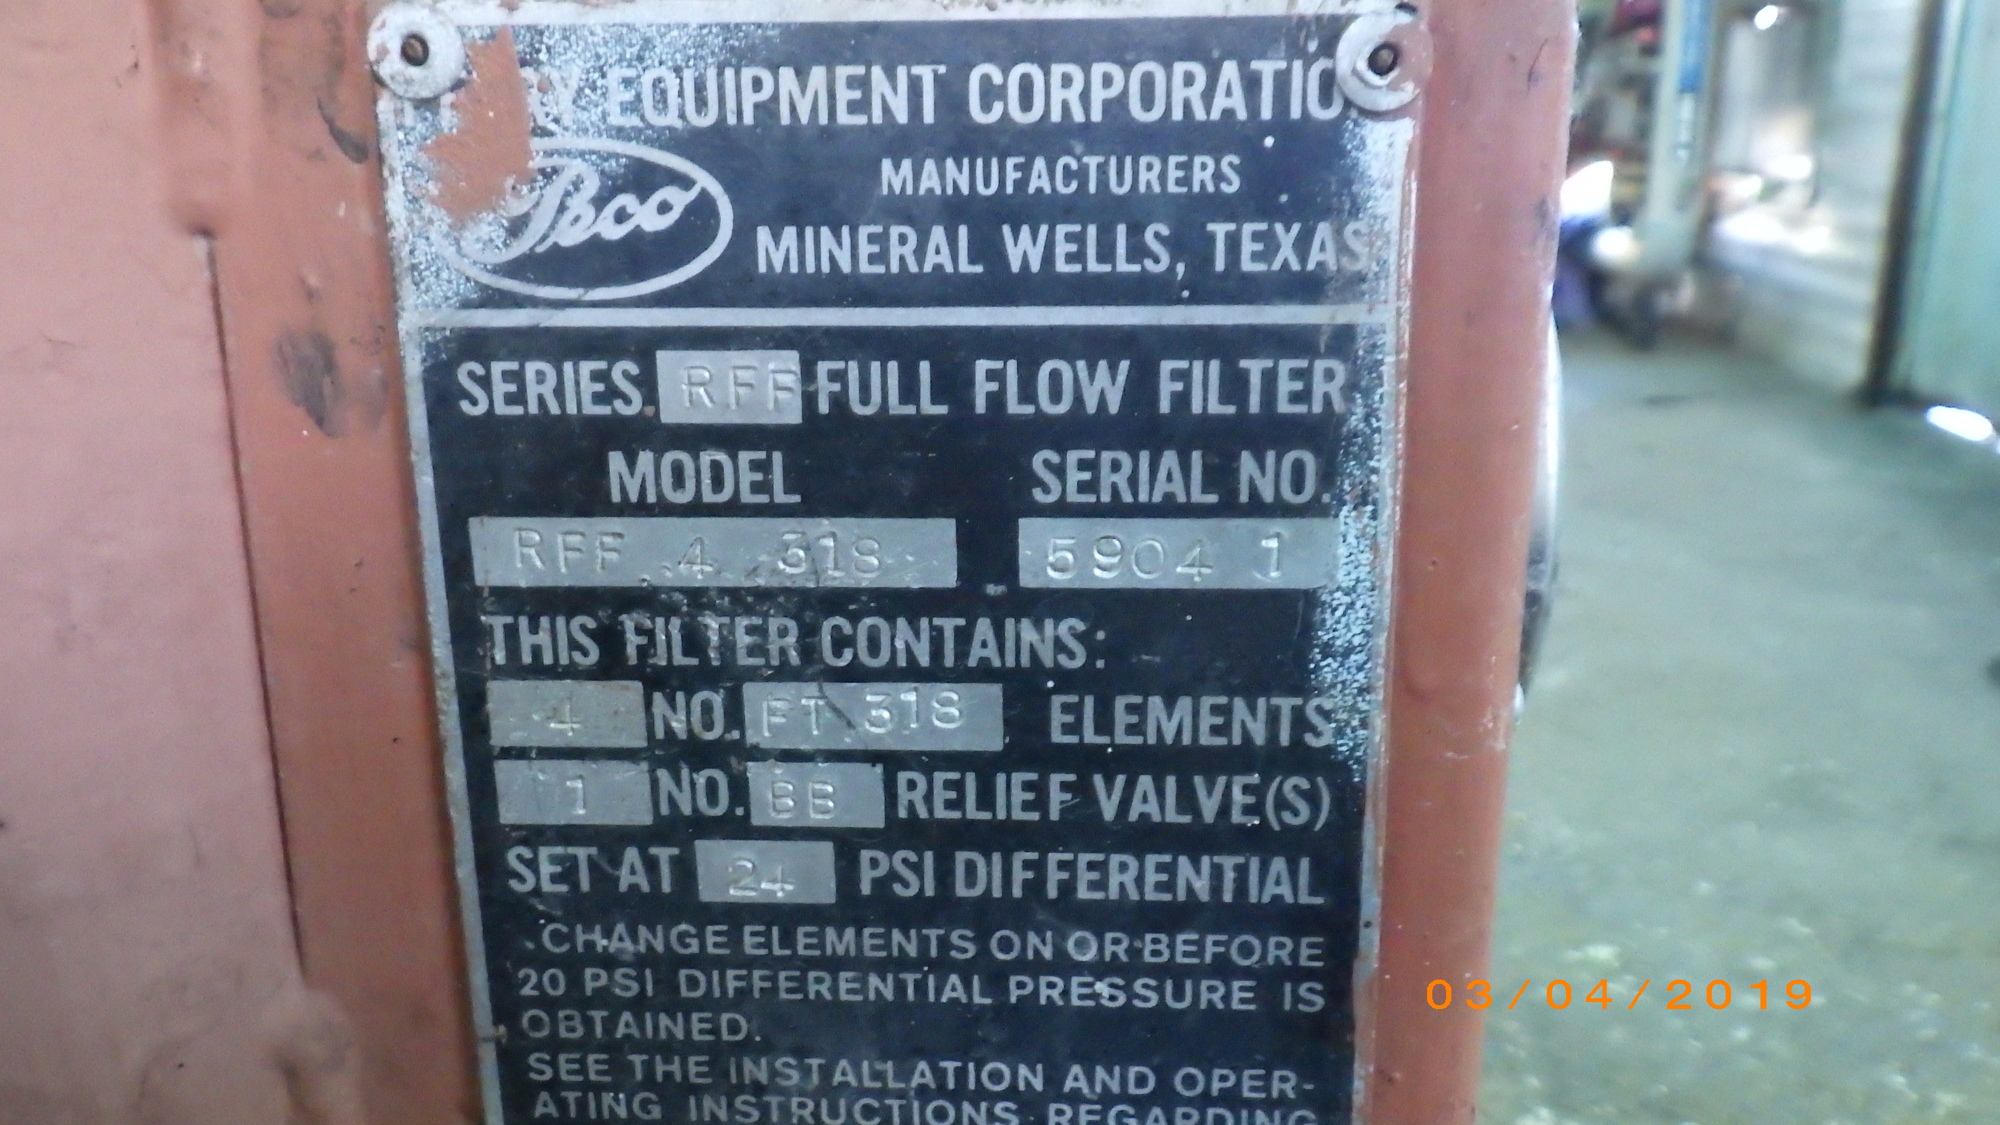 EQUIPMENT CORPORATIO
Peco
MANUFACTURERS
MINERAL WELLS, TEXAS
SERIES RFF FULL FLOW FILTER
MODEL SERIAL NO.
RFF 4 318 5904 1
THIS FILTER CONTAINS:
4 NO. FT 318 ELEMENTS
1 NO. BB RELIEF VALVE(S)
SET AT 24 PSI DIFFERENTIAL
CHANGE ELEMENTS ON OR BEFORE
20 PSI DIFFERENTIAL PRESSURE IS
OBTAINED.
SEE THE INSTALLATION AND OPER-
ATING INSTRUCTIONS REGARDING
03/04/2019